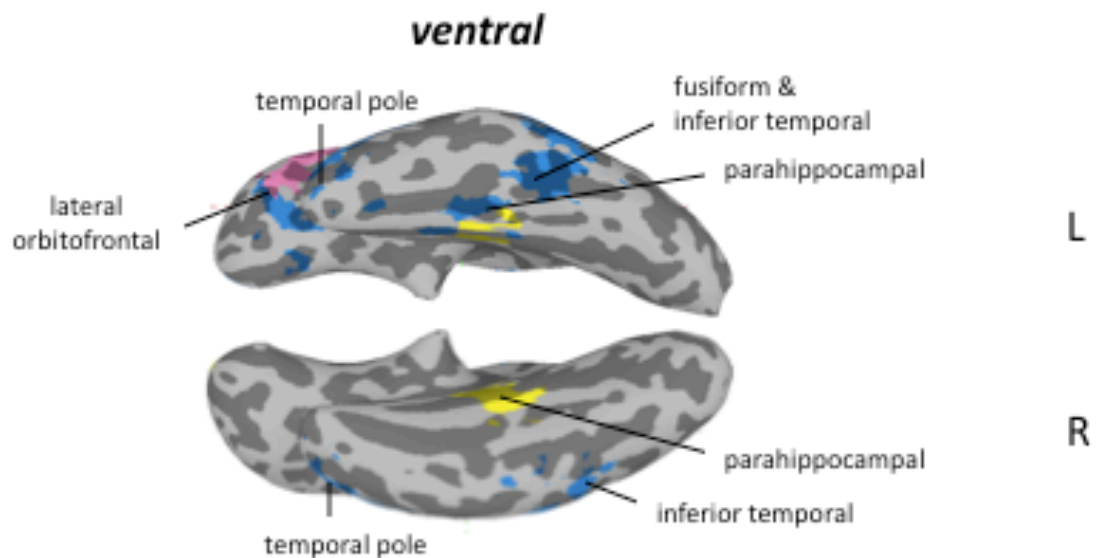 ventral
temporal pole
fusiform &
inferior temporal
parahippocampal
lateral
orbitofrontal
L
R
parahippocampal
inferior temporal
temporal pole